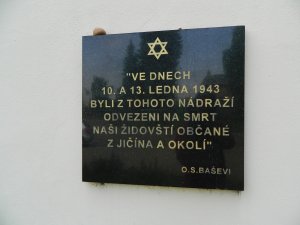 "VE DNECH
10. A 13. LEDNA 1943
BYLI Z TOHOTO NÁDRAŽÍ
ODVEZENI NA SMRT
NAŠI ŽIDOVŠTÍ OBČANÉ
Z JIČÍNA A OKOLÍ"
O.S.BAŠEVI